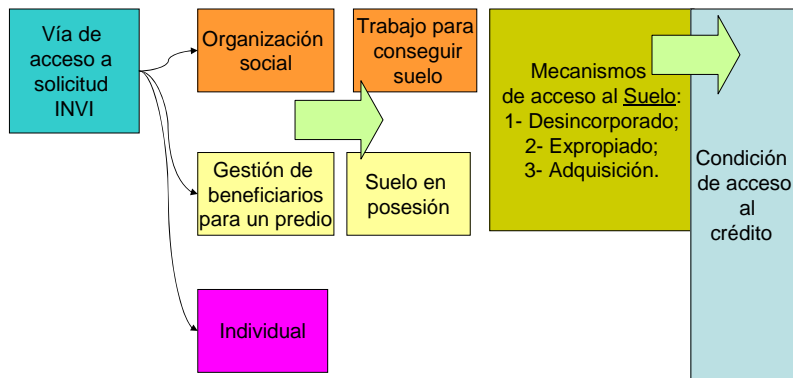 Vía de
acceso a
solicitud
INVI
Organización
social
Trabajo para
conseguir
suelo
Mecanismos
de acceso al Suelo:
1- Desincorporado;
2- Expropiado;
3- Adquisición.
Gestión de
beneficiarios
para un predio
Suelo en
posesión
Condición
de acceso
al
crédito
Individual